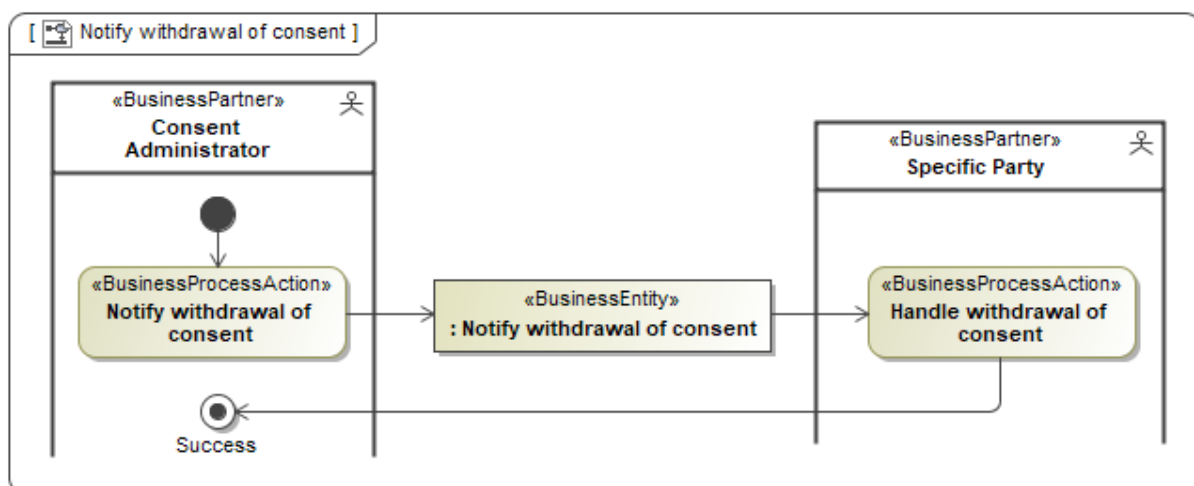 [ Notify withdrawal of consent ]
«BusinessPartner»
Consent
Administrator
«BusinessPartner»
Specific Party
«BusinessProcessAction»
Notify withdrawal of
consent
«BusinessEntity»
: Notify withdrawal of consent
«BusinessProcessAction»
Handle withdrawal of
consent
Success